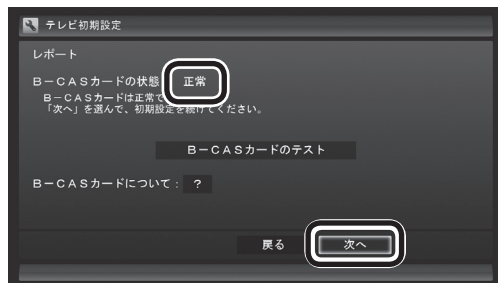 テレビ初期設定
レポート
B－CASカードの状態 正常
B－CASカードは正常で
「次へ」を選んで、初期設定を続けてください。
B－CASカードのテスト
B－CASカードについて： ?
戻る 次へ